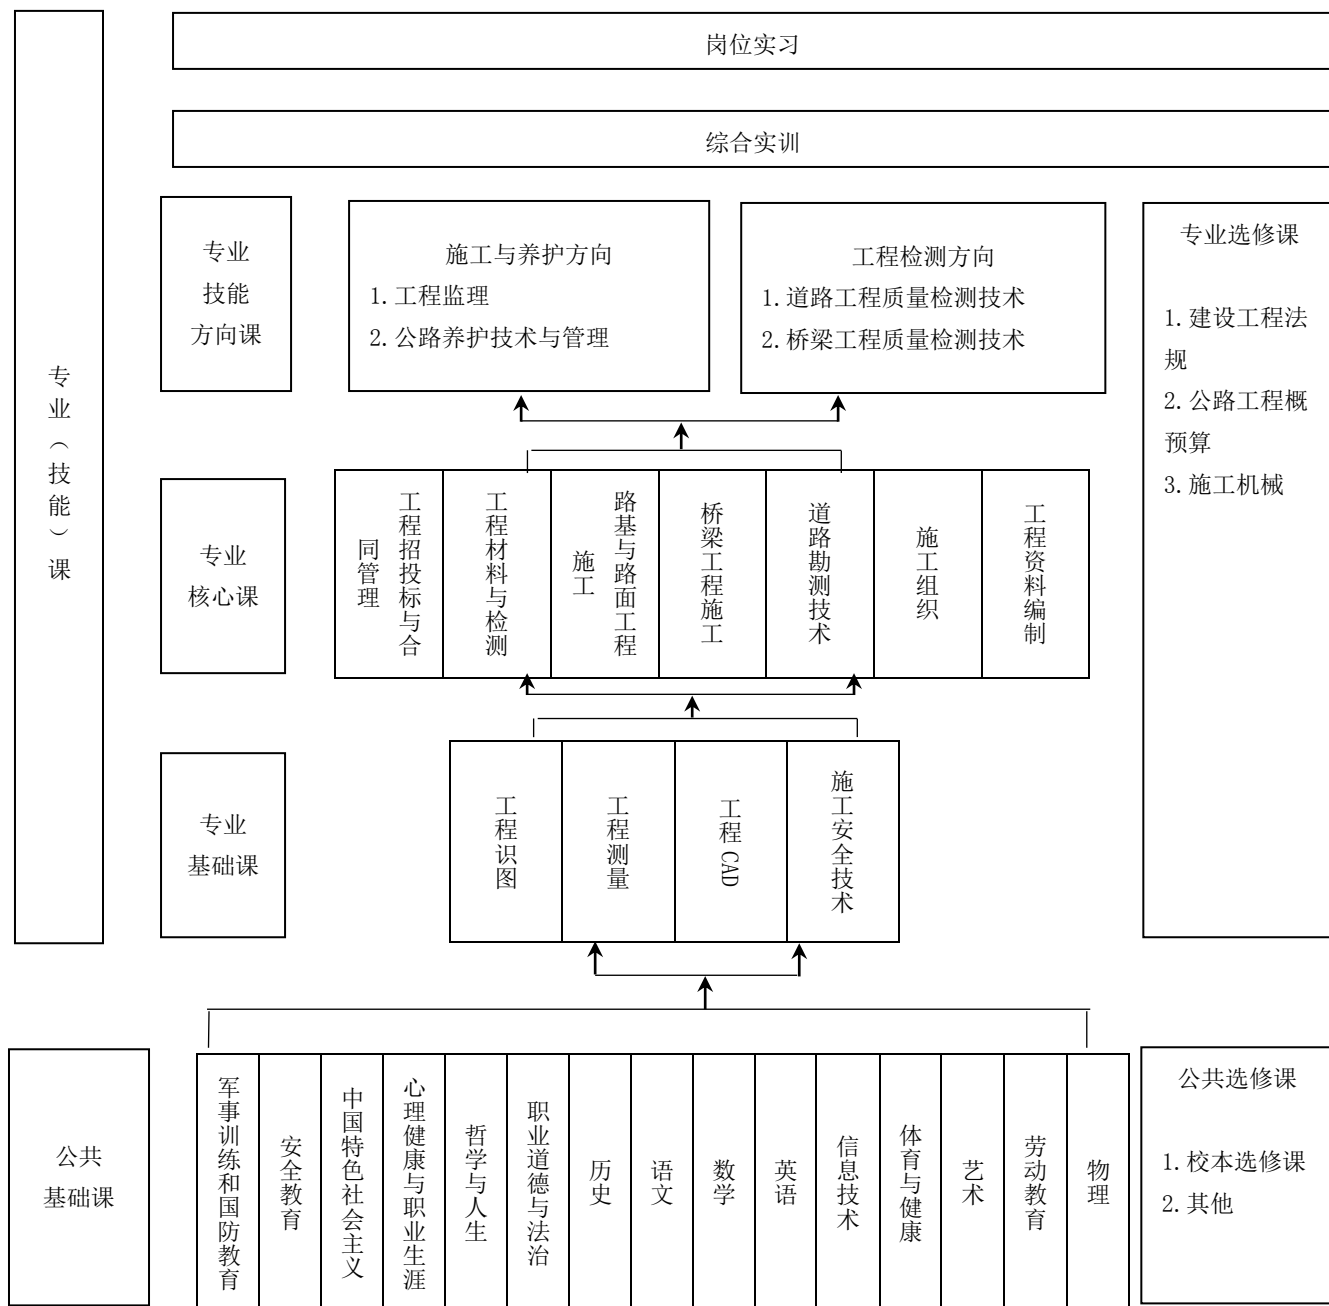 岗位实习
综合实训
专业（技能）课
专业
技能
方向课
施工与养护方向
1.工程监理
2.公路养护技术与管理
工程检测方向
1.道路工程质量检测技术
2.桥梁工程质量检测技术
专业选修课
1.建设工程法
规
2.公路工程概
预算
3.施工机械
专业
核心课
工程招投标与合
同管理
工程材料与检测
路基与路面工程
施工
桥梁工程施工
道路勘测技术
施工组织
工程资料编制
专业
基础课
工程识图
工程测量
工程 CAD
施工安全技术
公共
基础课
军事训练和国防教育
安全教育
中国特色社会主义
心理健康与职业生涯
哲学与人生
职业道德与法治
历史
语文
数学
英语
信息技术
体育与健康
艺术
劳动教育
物理
公共选修课
1.校本选修课
2.其他